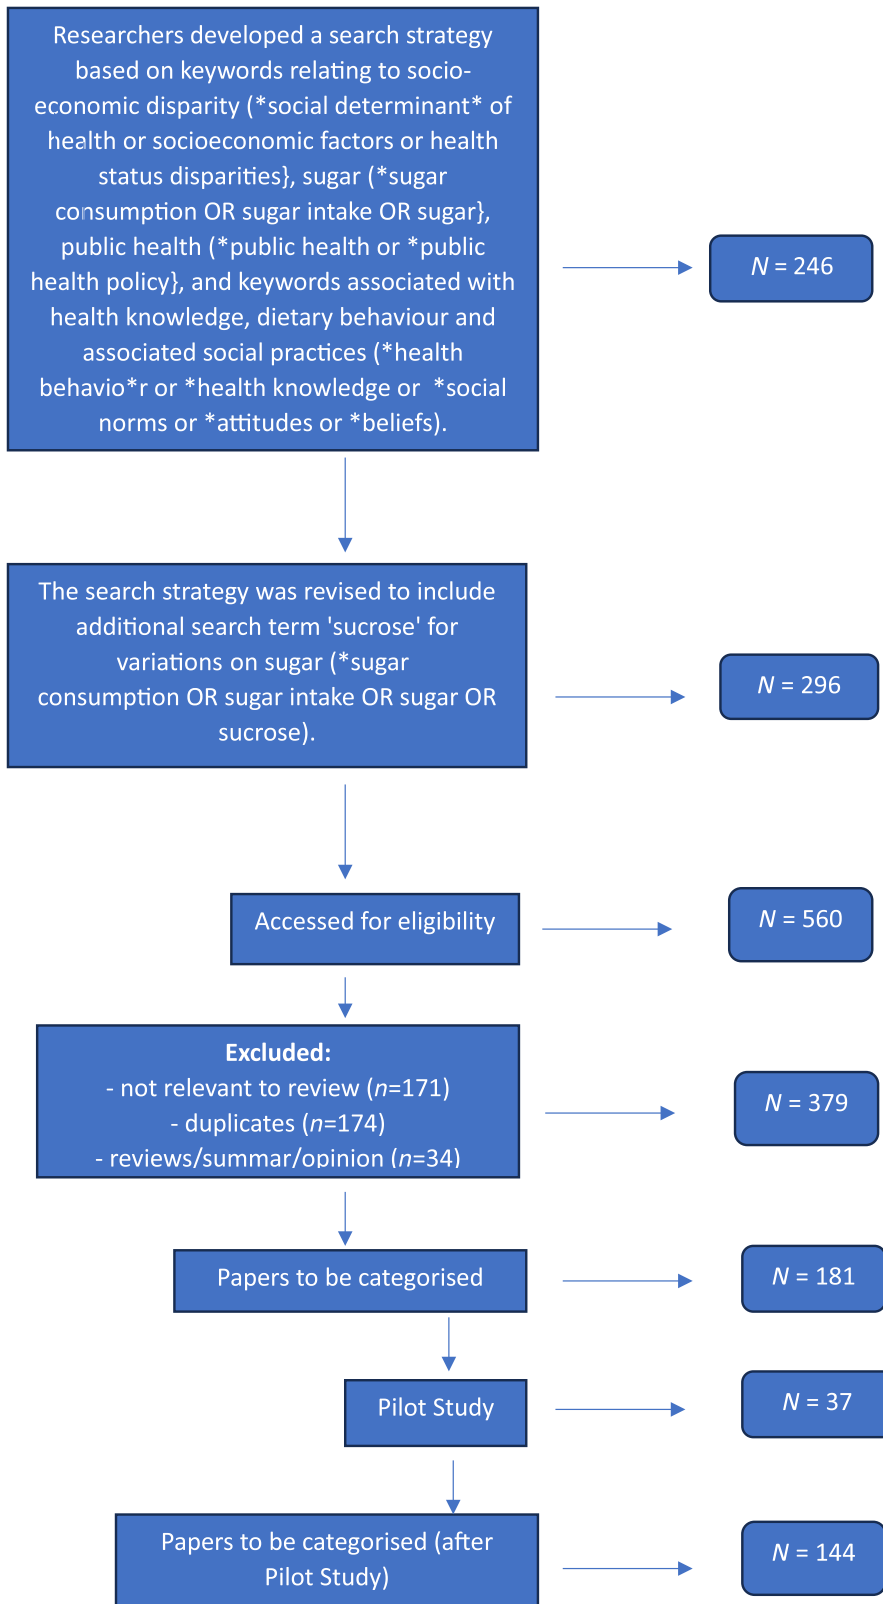 Researchers developed a search strategy
based on keywords relating to socio-
economic disparity (*social determinant* of
health or socioeconomic factors or health
status disparities}, sugar (*sugar
consumption OR sugar intake OR sugar},
public health (*public health or *public
health policy}, and keywords associated with
health knowledge, dietary behaviour and
associated social practices (*health
behavio*r or *health knowledge or *social
norms or *attitudes or *beliefs).
N = 246
The search strategy was revised to include
additional search term 'sucrose' for
variations on sugar (*sugar
consumption OR sugar intake OR sugar OR
sucrose).
N = 296
Accessed for eligibility
N = 560
Excluded:
- not relevant to review (n=171)
- duplicates (n=174)
- reviews/summar/opinion (n=34)
N = 379
Papers to be categorised
N = 181
Pilot Study
N = 37
Papers to be categorised (after
Pilot Study)
N = 144